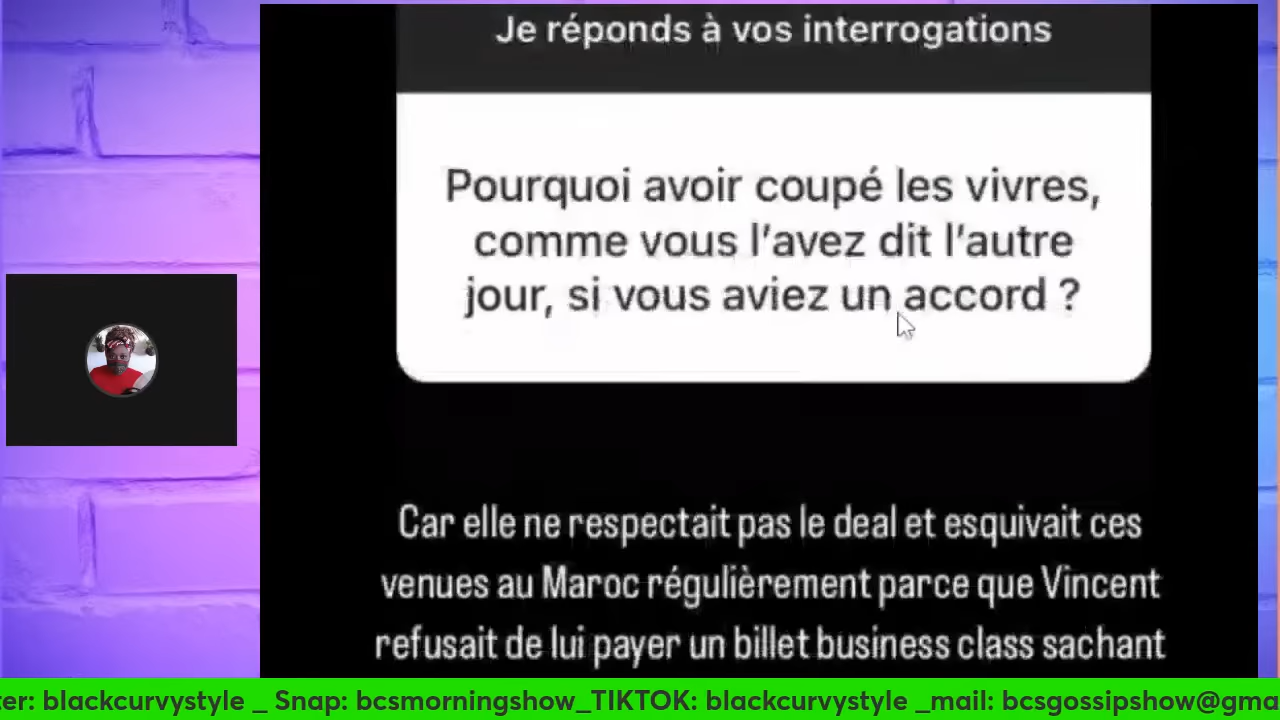 Je réponds à vos interrogations
Pourquoi avoir coupé les vivres,
comme vous l’avez dit l’autre
jour, si vous aviez un accord ?
Car elle ne respectait pas le deal et esquivait ces
venues au Maroc régulièrement parce que Vincent
refusait de lui payer un billet business class sachant
ter: blackcurvystyle _ Snap: bcsmorningshow_TIKTOK: blackcurvystyle _mail: bcsgossipshow@gma